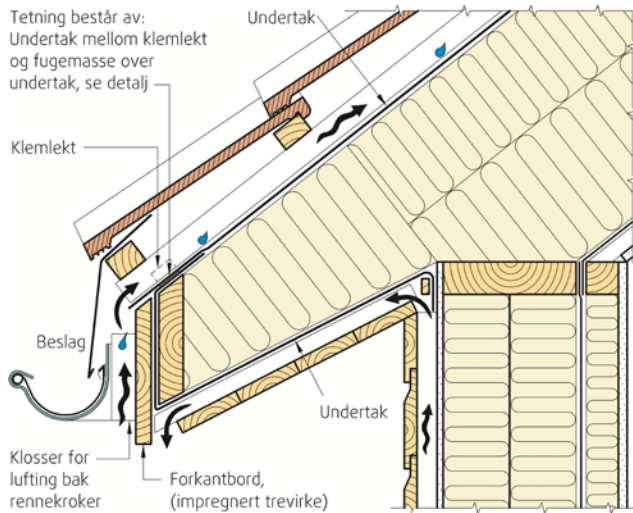 Tetning består av:
Undertak mellom klemlekt
og fugemasse over
undertak, se detalj
Undertak
Klemlekt
Beslag
Undertak
Klosser for
lufting bak
rennekroker
Forkantbord,
(impregnert trevirke)